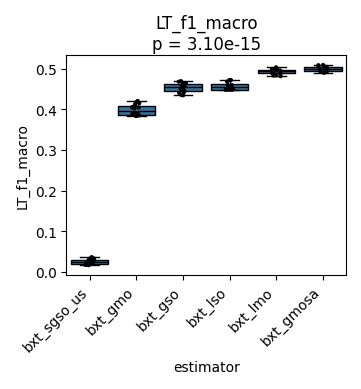 LT_f1_macro
p = 3.10e-15
LT_f1_macro
0.5
0.4
0.3
0.2
0.1
0.0
bxt_sgso_us
bxt_gmo
bxt_gso
bxt_lso
bxt_lmo
bxt_gmosa
estimator